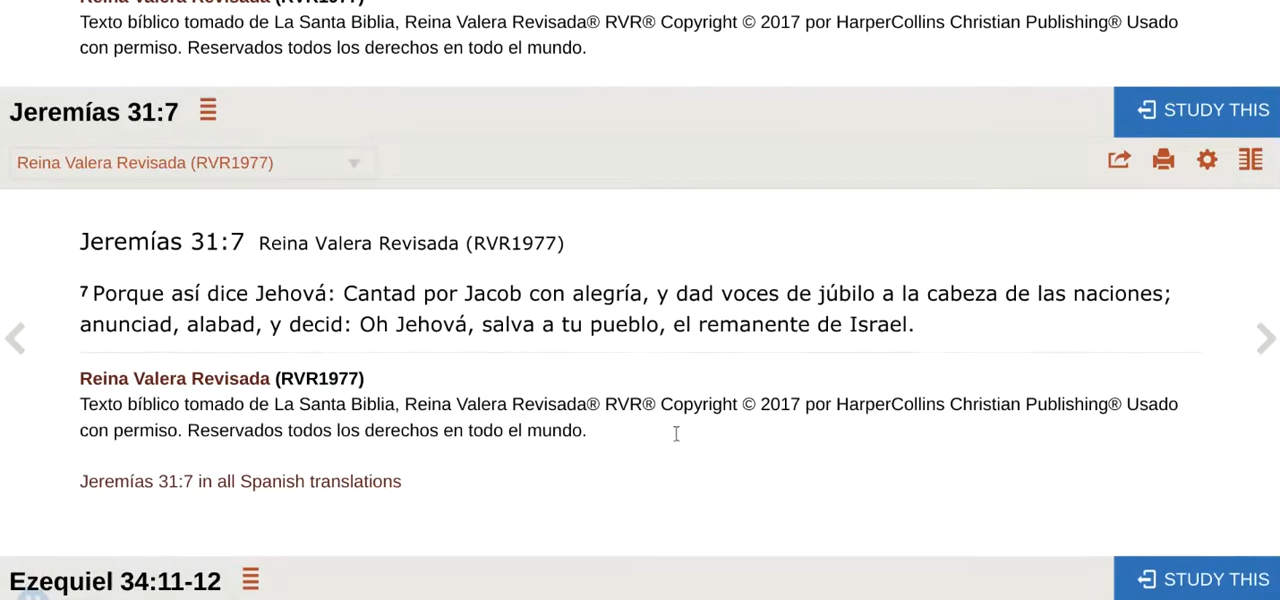 Reina Valera Revisada (RVR1977)
Texto bíblico tomado de La Santa Biblia, Reina Valera Revisada® RVR® Copyright © 2017 por HarperCollins Christian Publishing® Usado
con permiso. Reservados todos los derechos en todo el mundo.
Jeremías 31:7
STUDY THIS
Reina Valera Revisada (RVR1977)
Jeremías 31:7 Reina Valera Revisada (RVR1977)
7 Porque así dice Jehová: Cantad por Jacob con alegría, y dad voces de júbilo a la cabeza de las naciones;
anunciad, alabad, y decid: Oh Jehová, salva a tu pueblo, el remanente de Israel.
Reina Valera Revisada (RVR1977)
Texto bíblico tomado de La Santa Biblia, Reina Valera Revisada® RVR® Copyright © 2017 por HarperCollins Christian Publishing® Usado
con permiso. Reservados todos los derechos en todo el mundo.
Jeremías 31:7 in all Spanish translations
Ezequiel 34:11-12
STUDY THIS